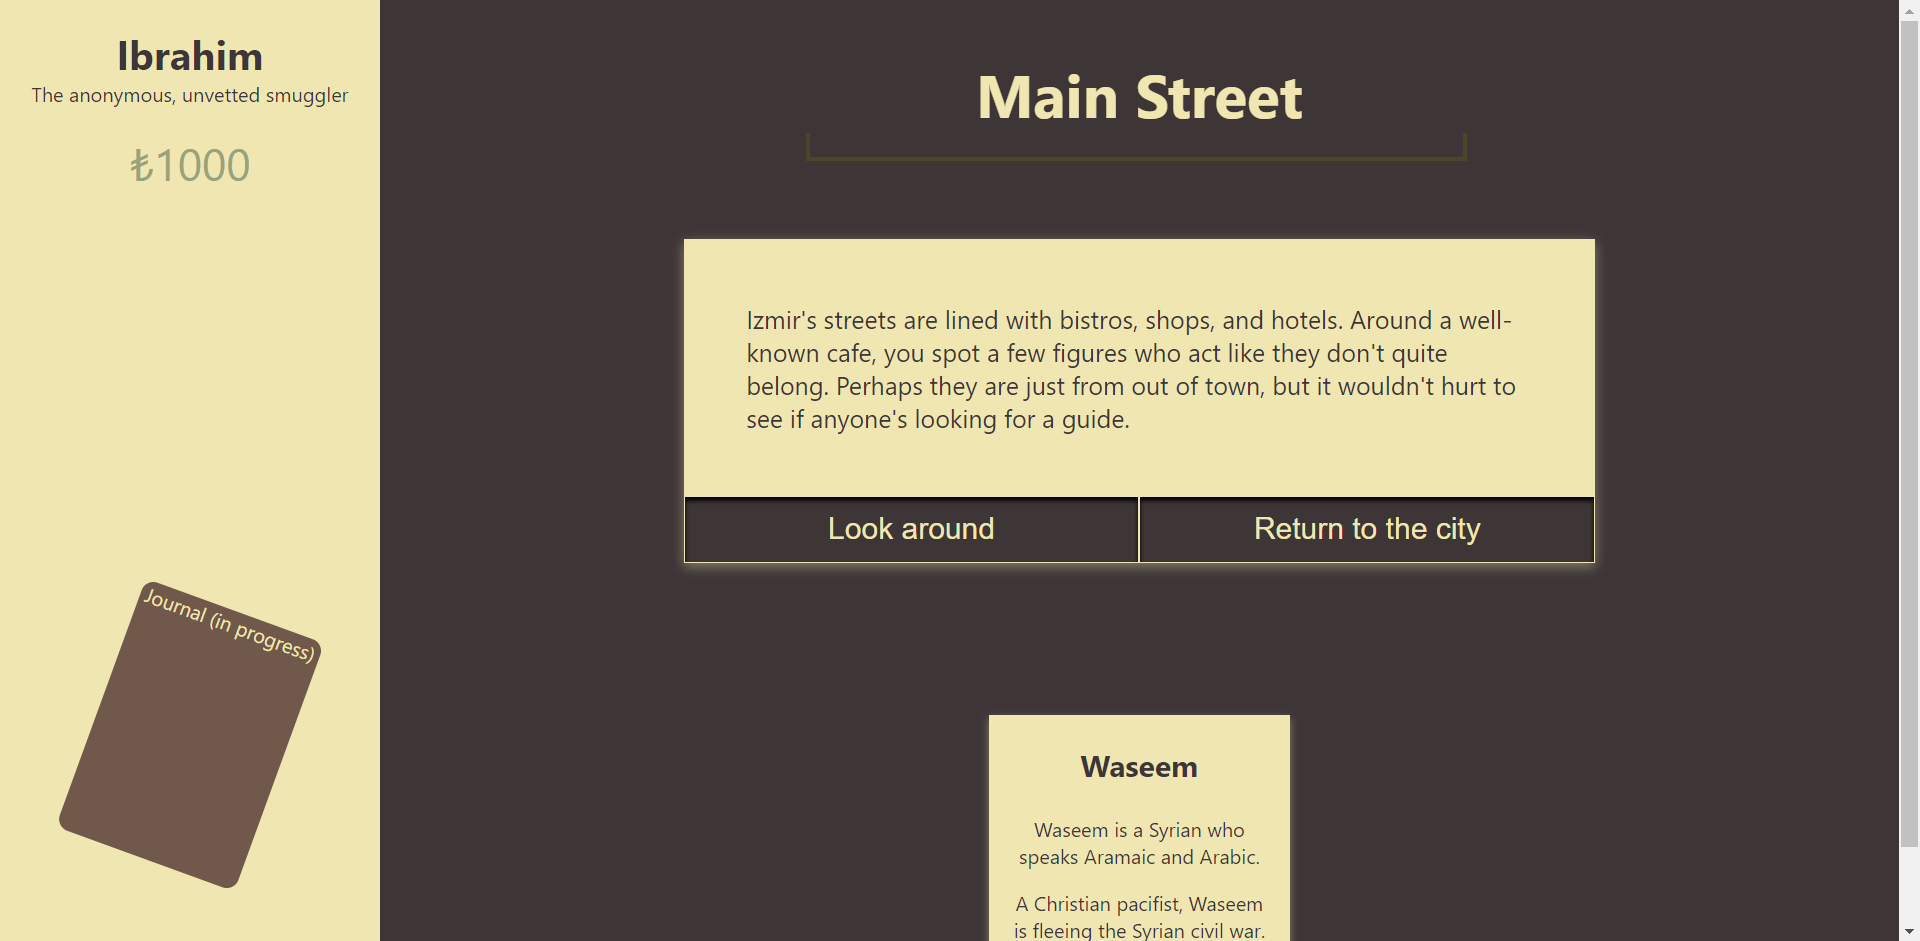 Ibrahim
The anonymous, unvetted smuggler
₺1000
Journal (in progress)
Main Street
Izmir's streets are lined with bistros, shops, and hotels. Around a well-
known cafe, you spot a few figures who act like they don't quite
belong. Perhaps they are just from out of town, but it wouldn't hurt to
see if anyone's looking for a guide.
Look around
Return to the city
Waseem
Waseem is a Syrian who
speaks Aramaic and Arabic.
A Christian pacifist, Waseem
is fleeing the Syrian civil war.